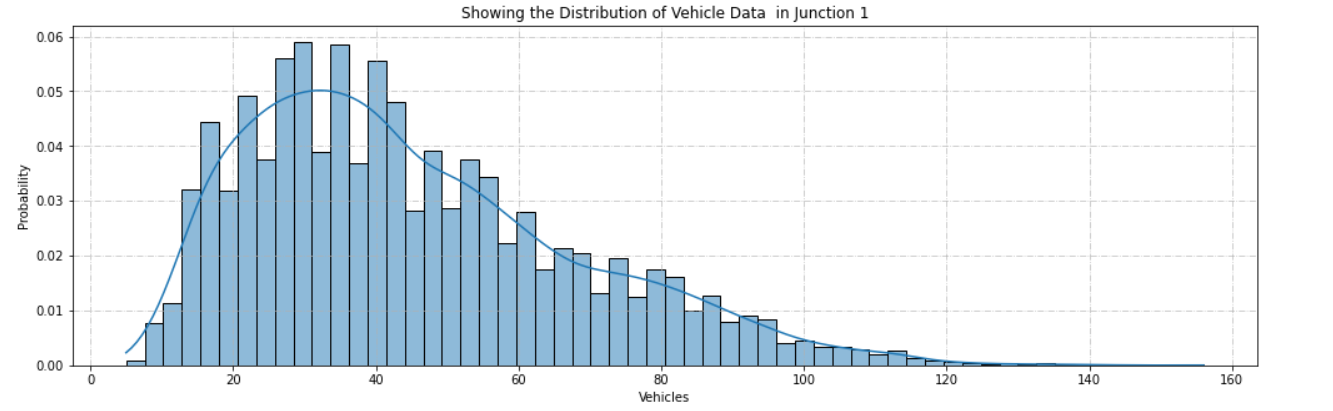 Showing the Distribution of Vehicle Data  in Junction 1
0.06
0.05
0.04
0.03
0.02
0.01
0.00
Probability
0 20 40 60 80 100 120 140 160
Vehicles